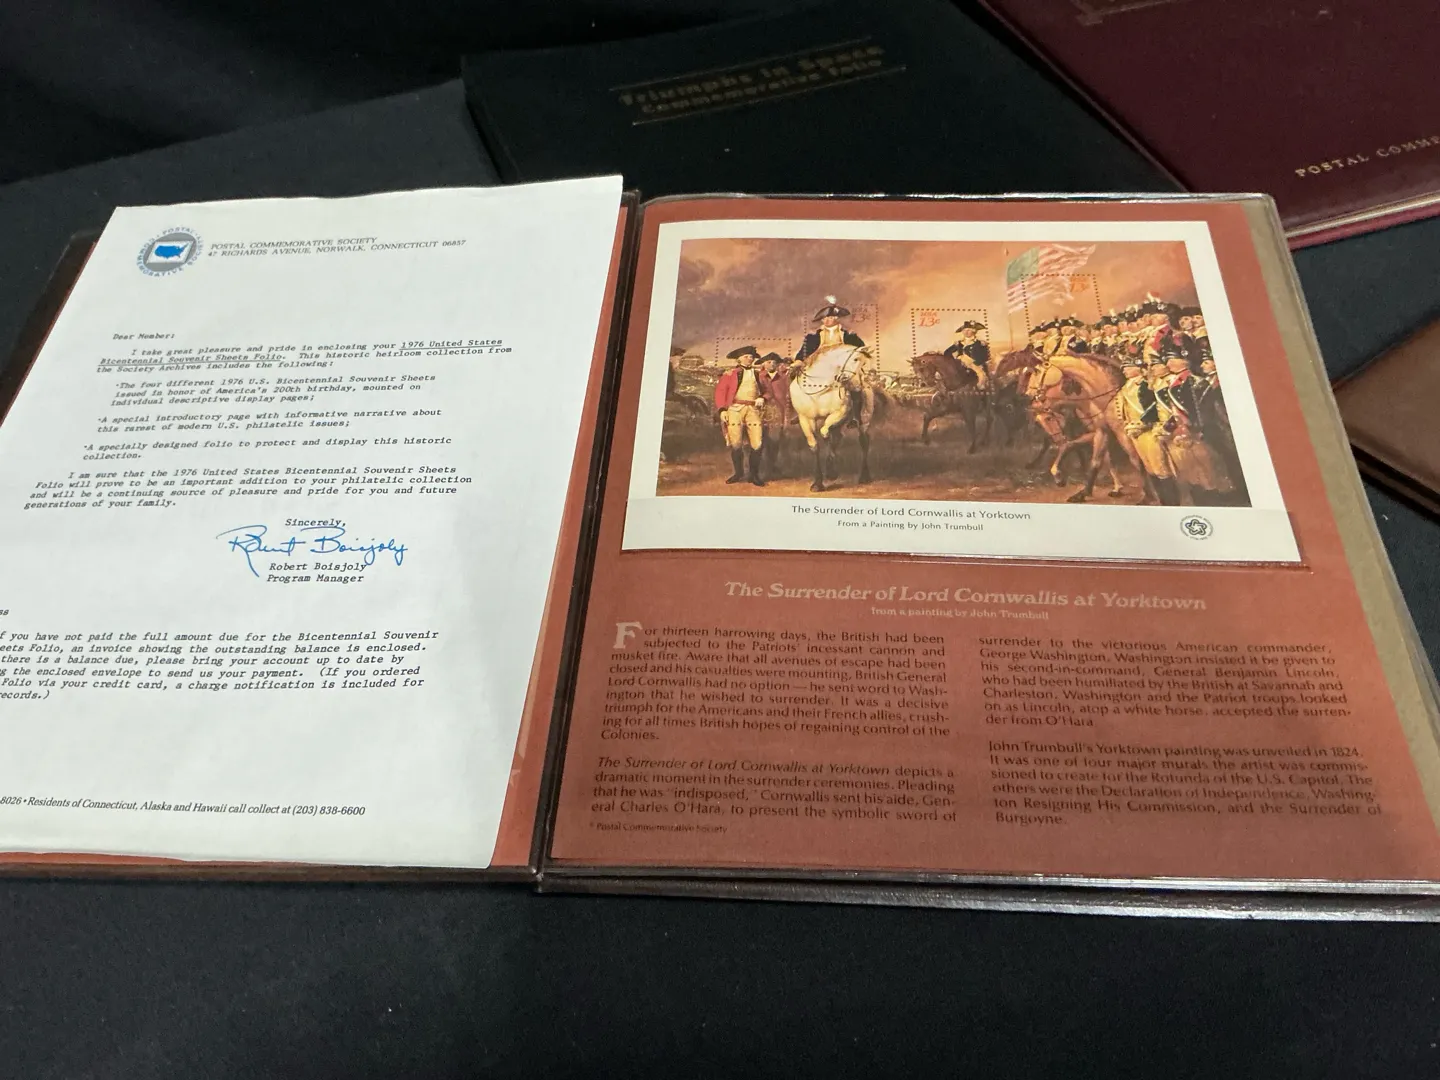 Triumphs in Space
Commemorative Folio
POSTAL COMME
POSTAL COMMEMORATIVE SOCIETY
47 RICHARDS AVENUE, NORWALK, CONNECTICUT 06857
Dear Member:
I take great pleasure and pride in enclosing your 1976 United States
Bicentennial Souvenir Sheets Folio. This historic heirloom collection from
the Society Archives includes the following:
*The four different 1976 U.S. Bicentennial Souvenir Sheets
issued in honor of America's 200th birthday, mounted on
individual descriptive display pages;
*A special introductory page with informative narrative about
this rarest of modern U.S. philatelic issues;
*A specially designed folio to protect and display this historic
collection.
I am sure that the 1976 United States Bicentennial Souvenir Sheets
Folio will prove to be an important addition to your philatelic collection
and will be a continuing source of pleasure and pride for you and future
generations of your family.
Sincerely,
Robert Boisjoly
Robert Boisjoly
Program Manager
ss
f you have not paid the full amount due for the Bicentennial Souvenir
eets Folio, an invoice showing the outstanding balance is enclosed.
there is a balance due, please bring your account up to date by
g the enclosed envelope to send us your payment. (If you ordered
Folio via your credit card, a charge notification is included for
ecords.)
8026 • Residents of Connecticut, Alaska and Hawaii call collect at (203) 838-6600
USA
13c
13c
13c
The Surrender of Lord Cornwallis at Yorktown
From a Painting by John Trumbull
The Surrender of Lord Cornwallis at Yorktown
from a painting by John Trumbull
For thirteen harrowing days, the British had been
subjected to the Patriots' incessant cannon and
musket fire. Aware that all avenues of escape had been
closed and his casualties were mounting, British General
Lord Cornwallis had no option — he sent word to Wash-
ington that he wished to surrender. It was a decisive
triumph for the Americans and their French allies, crush-
ing for all times British hopes of regaining control of the
Colonies.
The Surrender of Lord Cornwallis at Yorktown depicts a
dramatic moment in the surrender ceremonies. Pleading
that he was "indisposed," Cornwallis sent his aide, Gen-
eral Charles O'Hara, to present the symbolic sword of
surrender to the victorious American commander,
George Washington. Washington insisted it be given to
his second-in-command, General Benjamin Lincoln,
who had been humiliated by the British at Savannah and
Charleston. Washington and the Patriot troops looked
on as Lincoln, atop a white horse, accepted the surren-
der from O'Hara
John Trumbull's Yorktown painting was unveiled in 1824.
It was one of four major murals the artist was commis-
sioned to create for the Rotunda of the U.S. Capitol. The
others were the Declaration of Independence, Washing-
ton Resigning His Commission, and the Surrender of
Burgoyne.
© Postal Commemorative Society